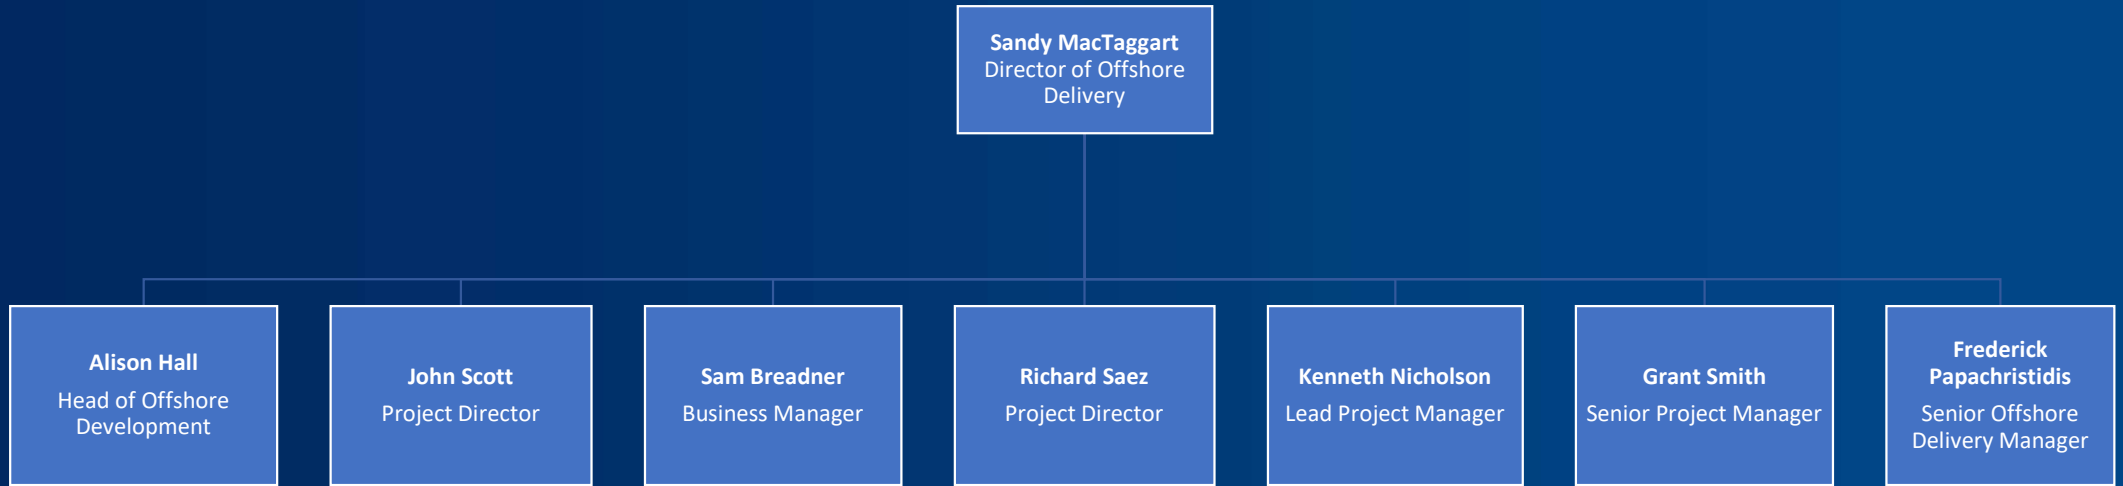 Sandy MacTaggart
Director of Offshore
Delivery
Alison Hall
Head of Offshore
Development
John Scott
Project Director
Sam Breadner
Business Manager
Richard Saez
Project Director
Kenneth Nicholson
Lead Project Manager
Grant Smith
Senior Project Manager
Frederick
Papachristidis
Senior Offshore
Delivery Manager